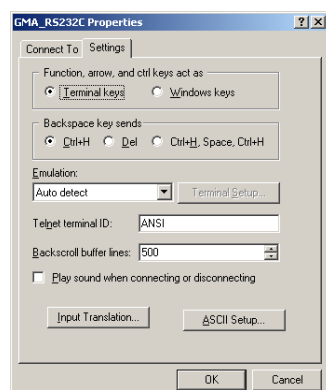 GMA_RS232C Properties
Connect To Settings
Function, arrow, and ctrl keys act as
Terminal keys Windows keys
Backspace key sends
Ctrl+H Del Ctrl+H, Space, Ctrl+H
Emulation:
Auto detect Terminal Setup...
Telnet terminal ID: ANSI
Backscroll buffer lines: 500
Play sound when connecting or disconnecting
Input Translation... ASCII Setup...
OK Cancel